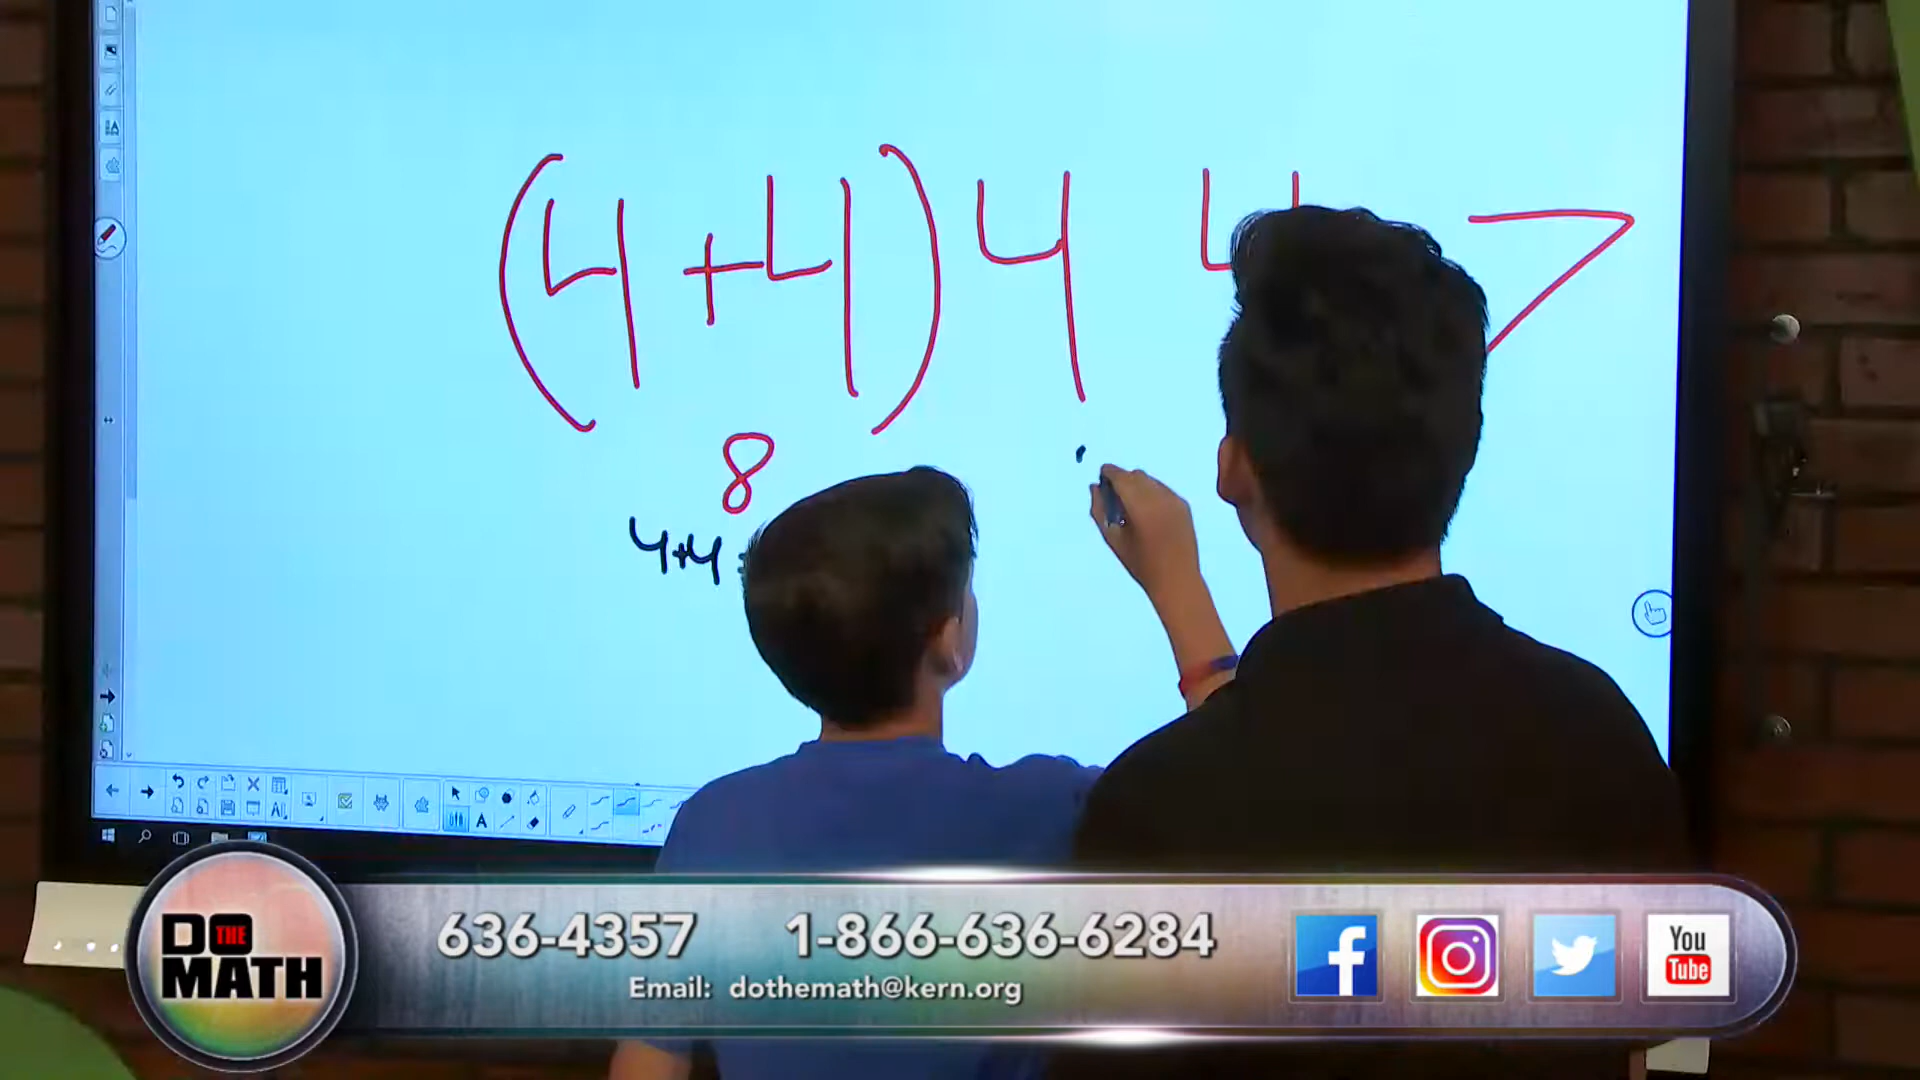 (4+4) 4 4 7
8
4+4 =
DO THE MATH
636-4357 1-866-636-6284
Email: dothemath@kern.org
f
You Tube